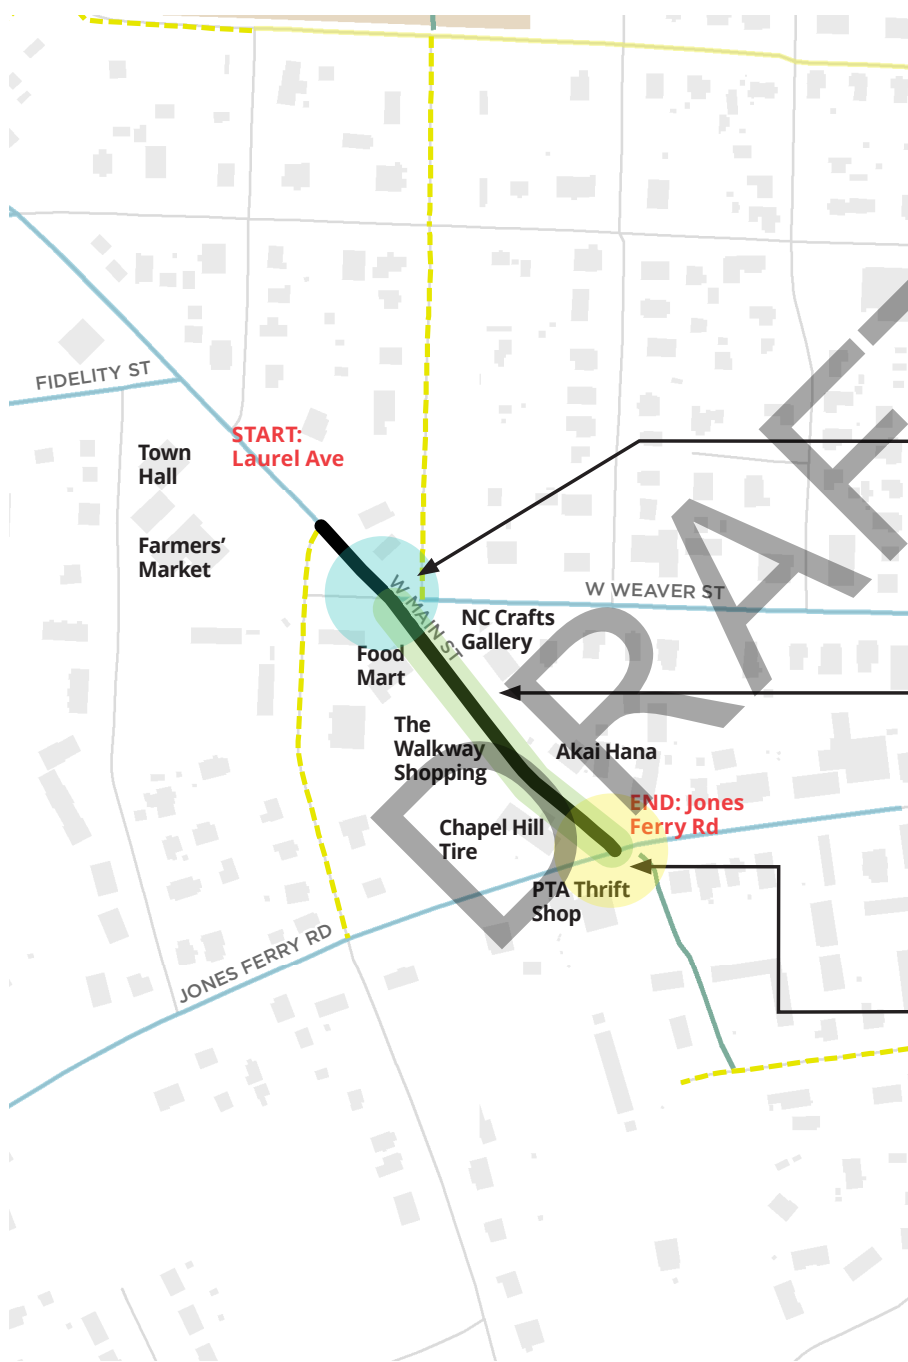 FIDELITY ST
START:
Laurel Ave
Town
Hall
Farmers’
Market
W WEAVER ST
W MAIN ST
NC Crafts
Gallery
Food
Mart
The
Walkway
Shopping
Akai Hana
END: Jones
Ferry Rd
Chapel Hill
Tire
PTA Thrift
Shop
JONES FERRY RD
DRAF